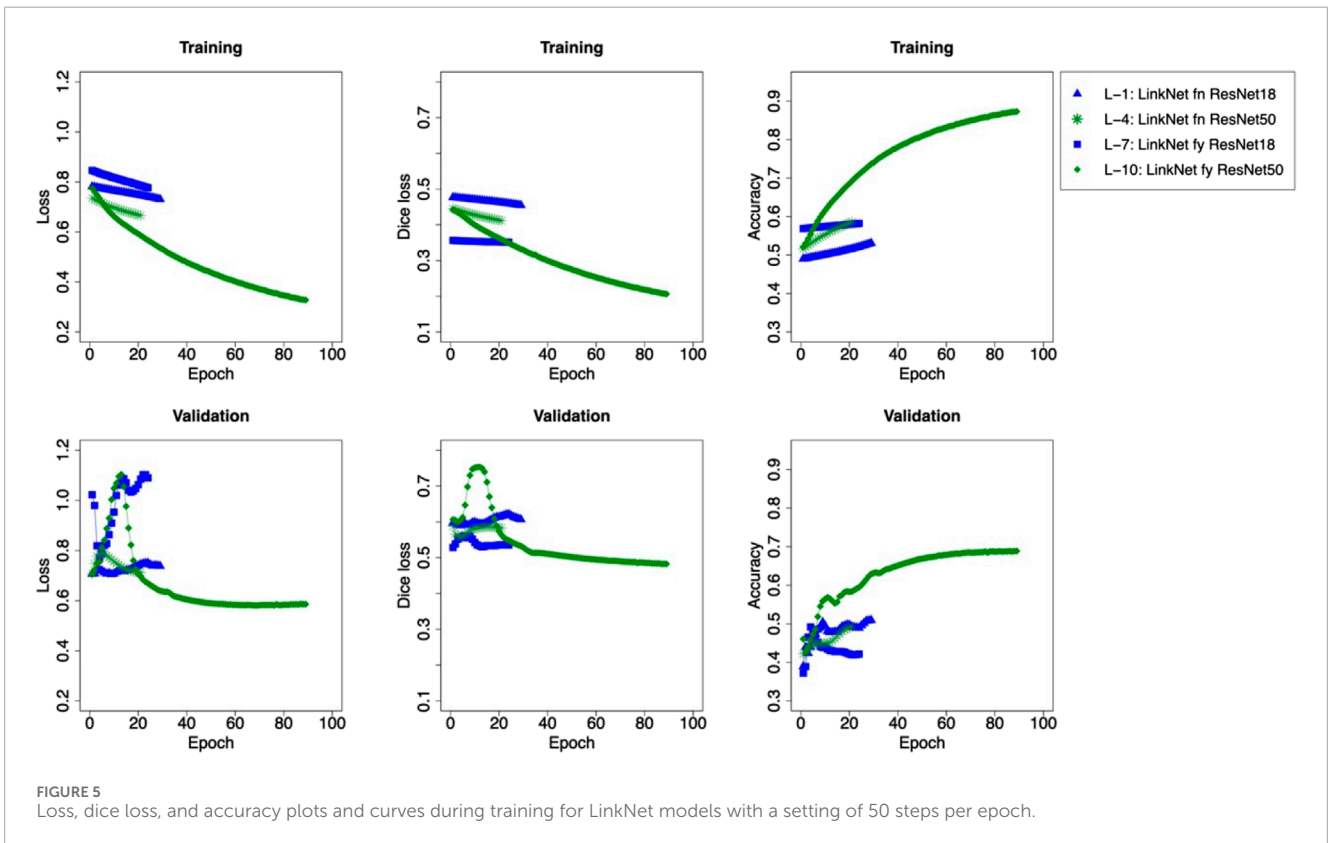 Training
Loss
1.2
1.0
0.8
0.6
0.4
0.2
0 20 40 60 80 100
Epoch
Training
Dice loss
0.7
0.5
0.3
0.1
0 20 40 60 80 100
Epoch
Training
Accuracy
0.9
0.8
0.7
0.6
0.5
0.4
0.3
0 20 40 60 80 100
Epoch
L-1: LinkNet fn ResNet18
L-4: LinkNet fn ResNet50
L-7: LinkNet fy ResNet18
L-10: LinkNet fy ResNet50
Validation
Loss
1.2
1.0
0.8
0.6
0.4
0.2
0 20 40 60 80 100
Epoch
Validation
Dice loss
0.7
0.5
0.3
0.1
0 20 40 60 80 100
Epoch
Validation
Accuracy
0.9
0.8
0.7
0.6
0.5
0.4
0.3
0 20 40 60 80 100
Epoch
FIGURE 5
Loss, dice loss, and accuracy plots and curves during training for LinkNet models with a setting of 50 steps per epoch.